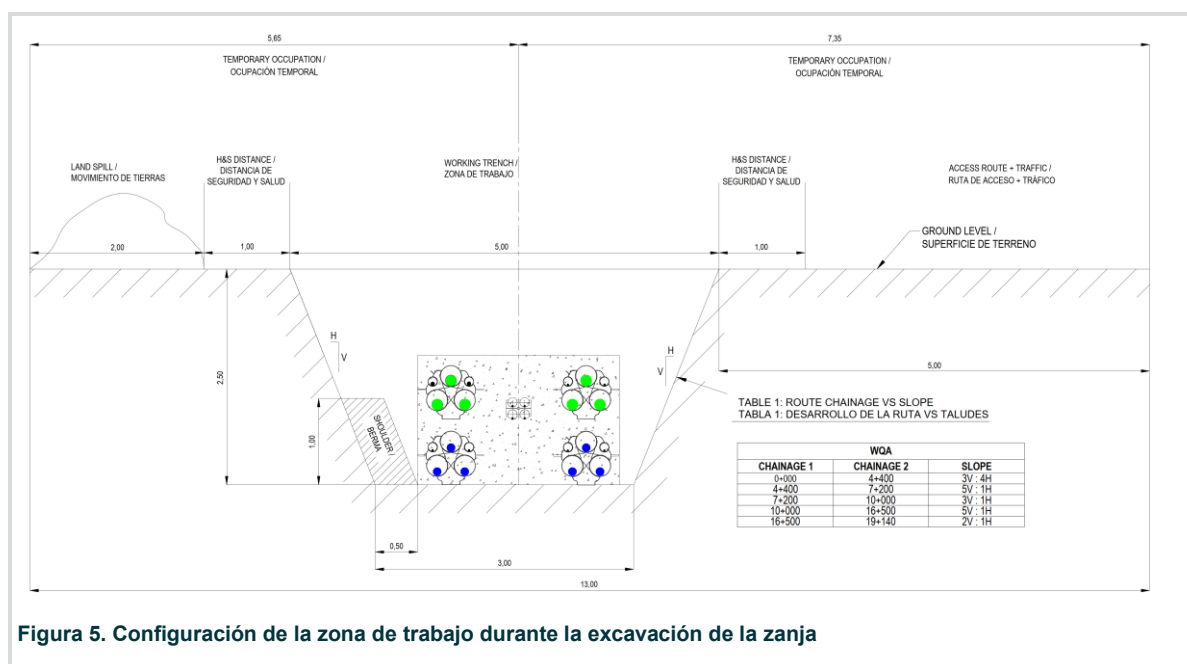 5,65
7,35
TEMPORARY OCCUPATION /
OCUPACIÓN TEMPORAL
TEMPORARY OCCUPATION /
OCUPACIÓN TEMPORAL
LAND SPILL /
MOVIMIENTO DE TIERRAS
H&S DISTANCE /
DISTANCIA DE
SEGURIDAD Y SALUD
WORKING TRENCH /
ZONA DE TRABAJO
H&S DISTANCE /
DISTANCIA DE
SEGURIDAD Y SALUD
ACCESS ROUTE + TRAFFIC /
RUTA DE ACCESO + TRÁFICO
GROUND LEVEL /
SUPERFICIE DE TERRENO
2,00
1,00
5,00
1,00
H
V
H
V
2,50
5,00
1,00
SHOULDER /
BERMA
TABLE 1: ROUTE CHAINAGE VS SLOPE
TABLA 1: DESARROLLO DE LA RUTA VS TALUDES
WQA
CHAINAGE 1 CHAINAGE 2 SLOPE
0+000 4+400 3V : 4H
4+400 7+200 5V : 1H
7+200 10+000 3V : 1H
10+000 16+500 5V : 1H
16+500 19+140 2V : 1H
0,50
3,00
13,00
Figura 5. Configuración de la zona de trabajo durante la excavación de la zanja